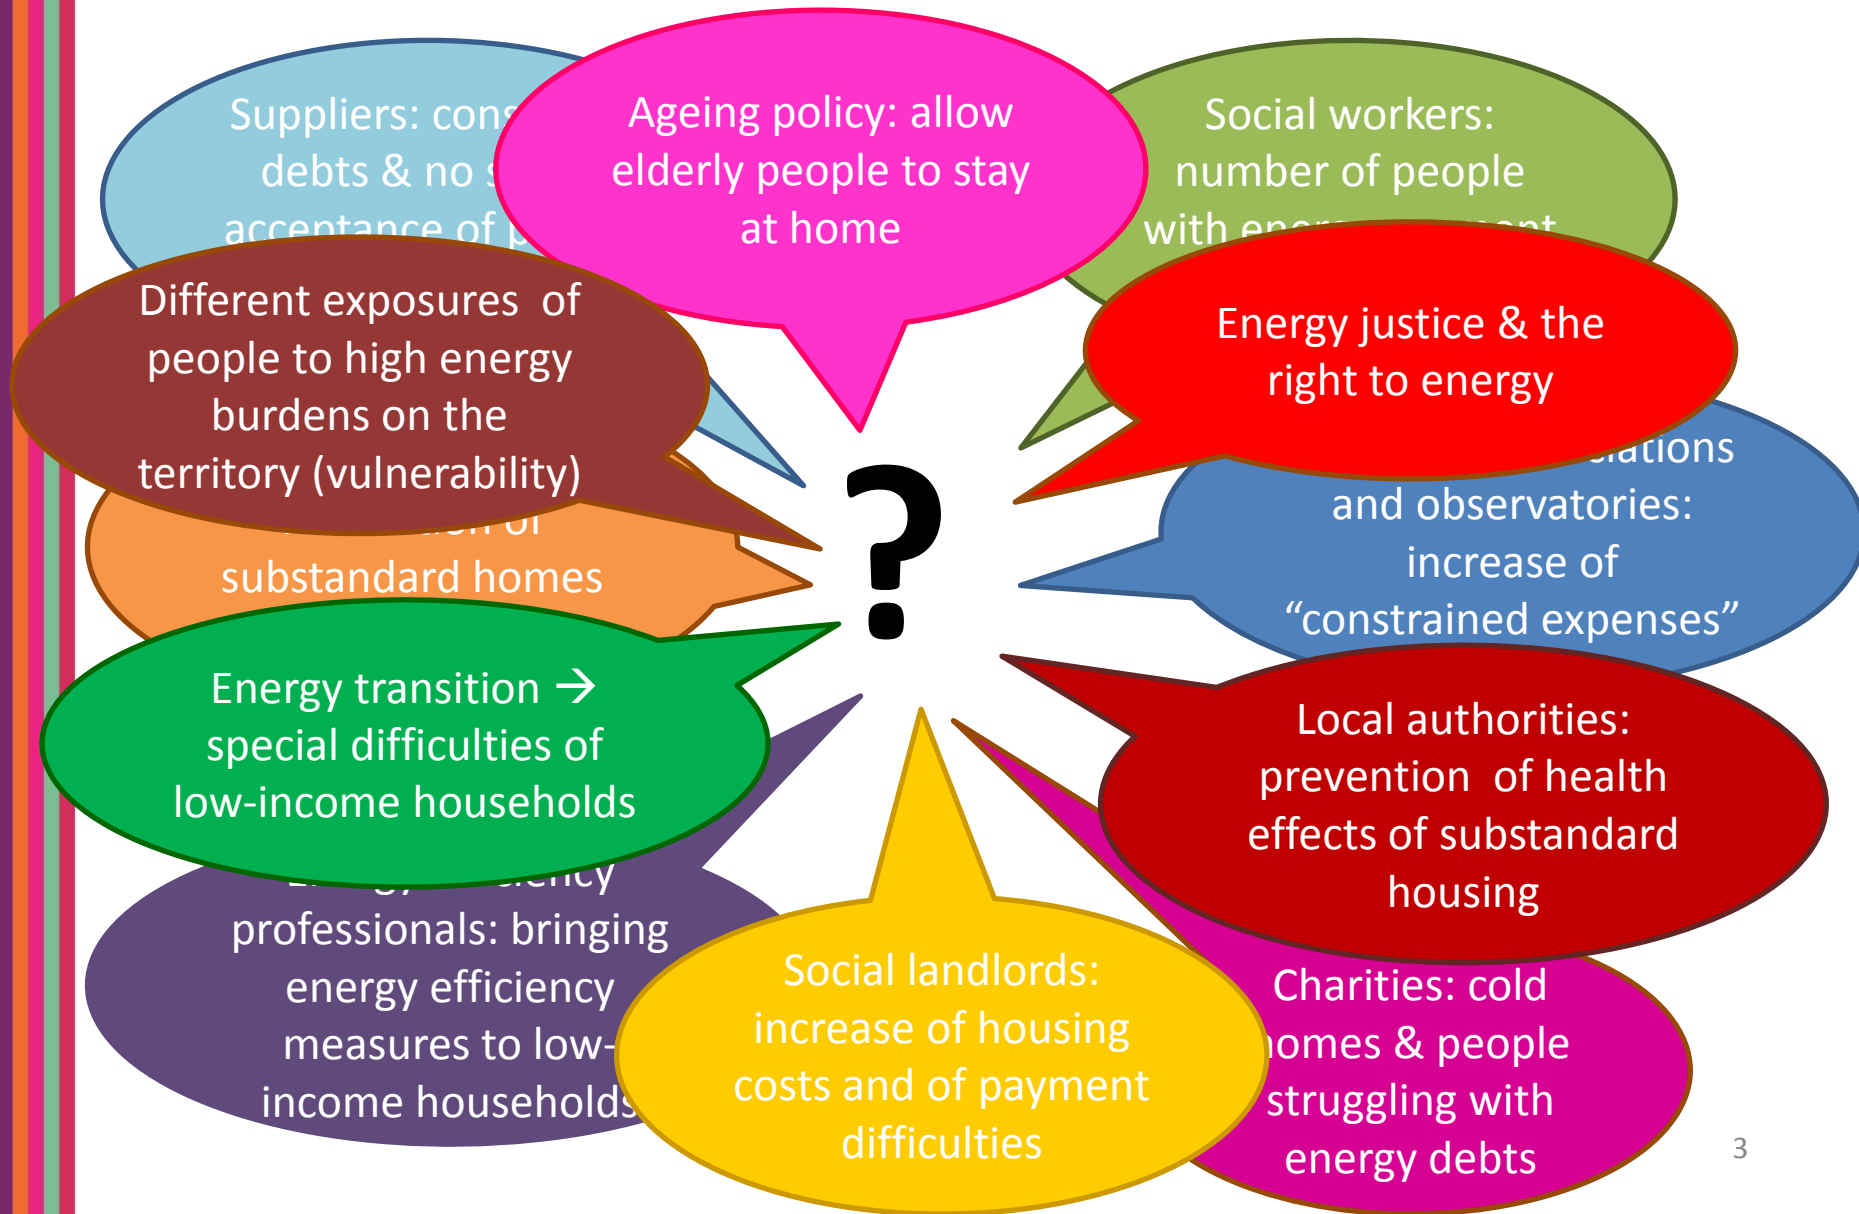 Suppliers:
debts & no
acceptance of
Ageing policy: allow
elderly people to stay
at home
Social workers:
number of people
with
Different exposures of
people to high energy
burdens on the
territory (vulnerability)
Energy justice & the
right to energy
and observatories:
increase of
“constrained expenses”
of
substandard homes
?
Energy transition →
special difficulties of
low-income households
Local authorities:
prevention of health
effects of substandard
housing
professionals: bringing
energy efficiency
measures to low-
income households
Social landlords:
increase of housing
costs and of payment
difficulties
Charities: cold
homes & people
struggling with
energy debts
3